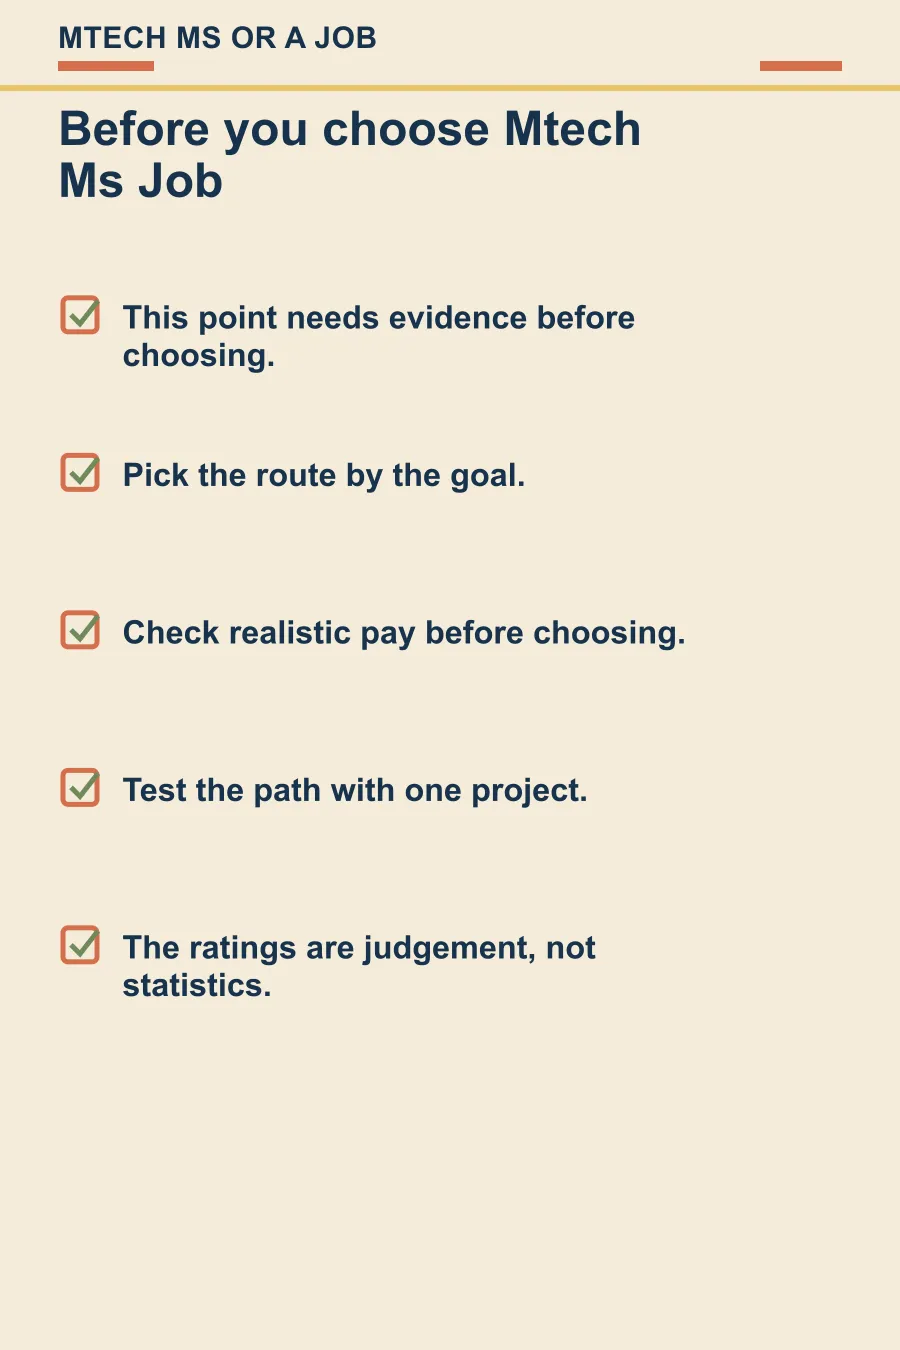 MTECH MS OR A JOB
Before you choose Mtech
Ms Job
This point needs evidence before
choosing.
Pick the route by the goal.
Check realistic pay before choosing.
Test the path with one project.
The ratings are judgement, not
statistics.